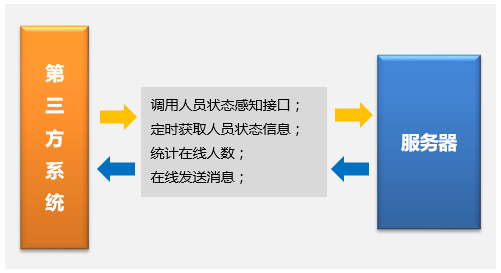 第三方系统
调用人员状态感知接口；
定时获取人员状态信息；
统计在线人数；
在线发送消息；
服务器